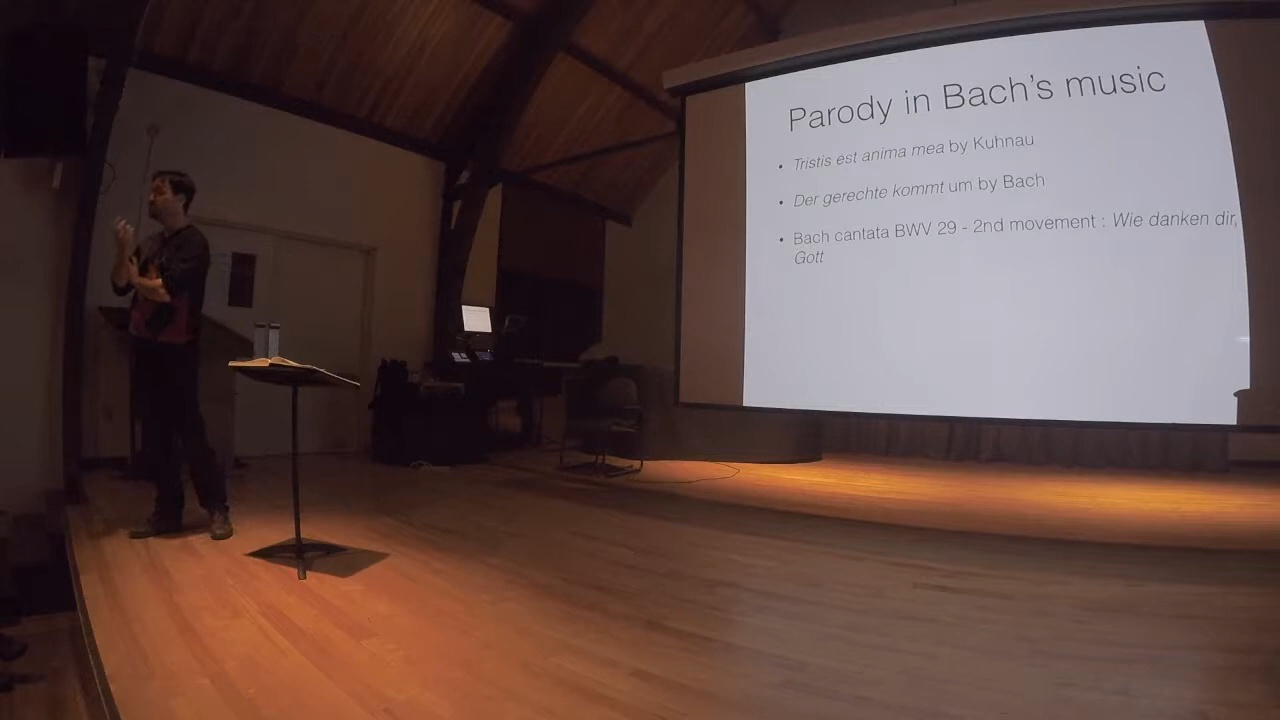 Parody in Bach's music
• Tristis est anima mea by Kuhnau
• Der gerechte kommt um by Bach
• Bach cantata BWV 29 - 2nd movement : Wie danken dir,
Gott